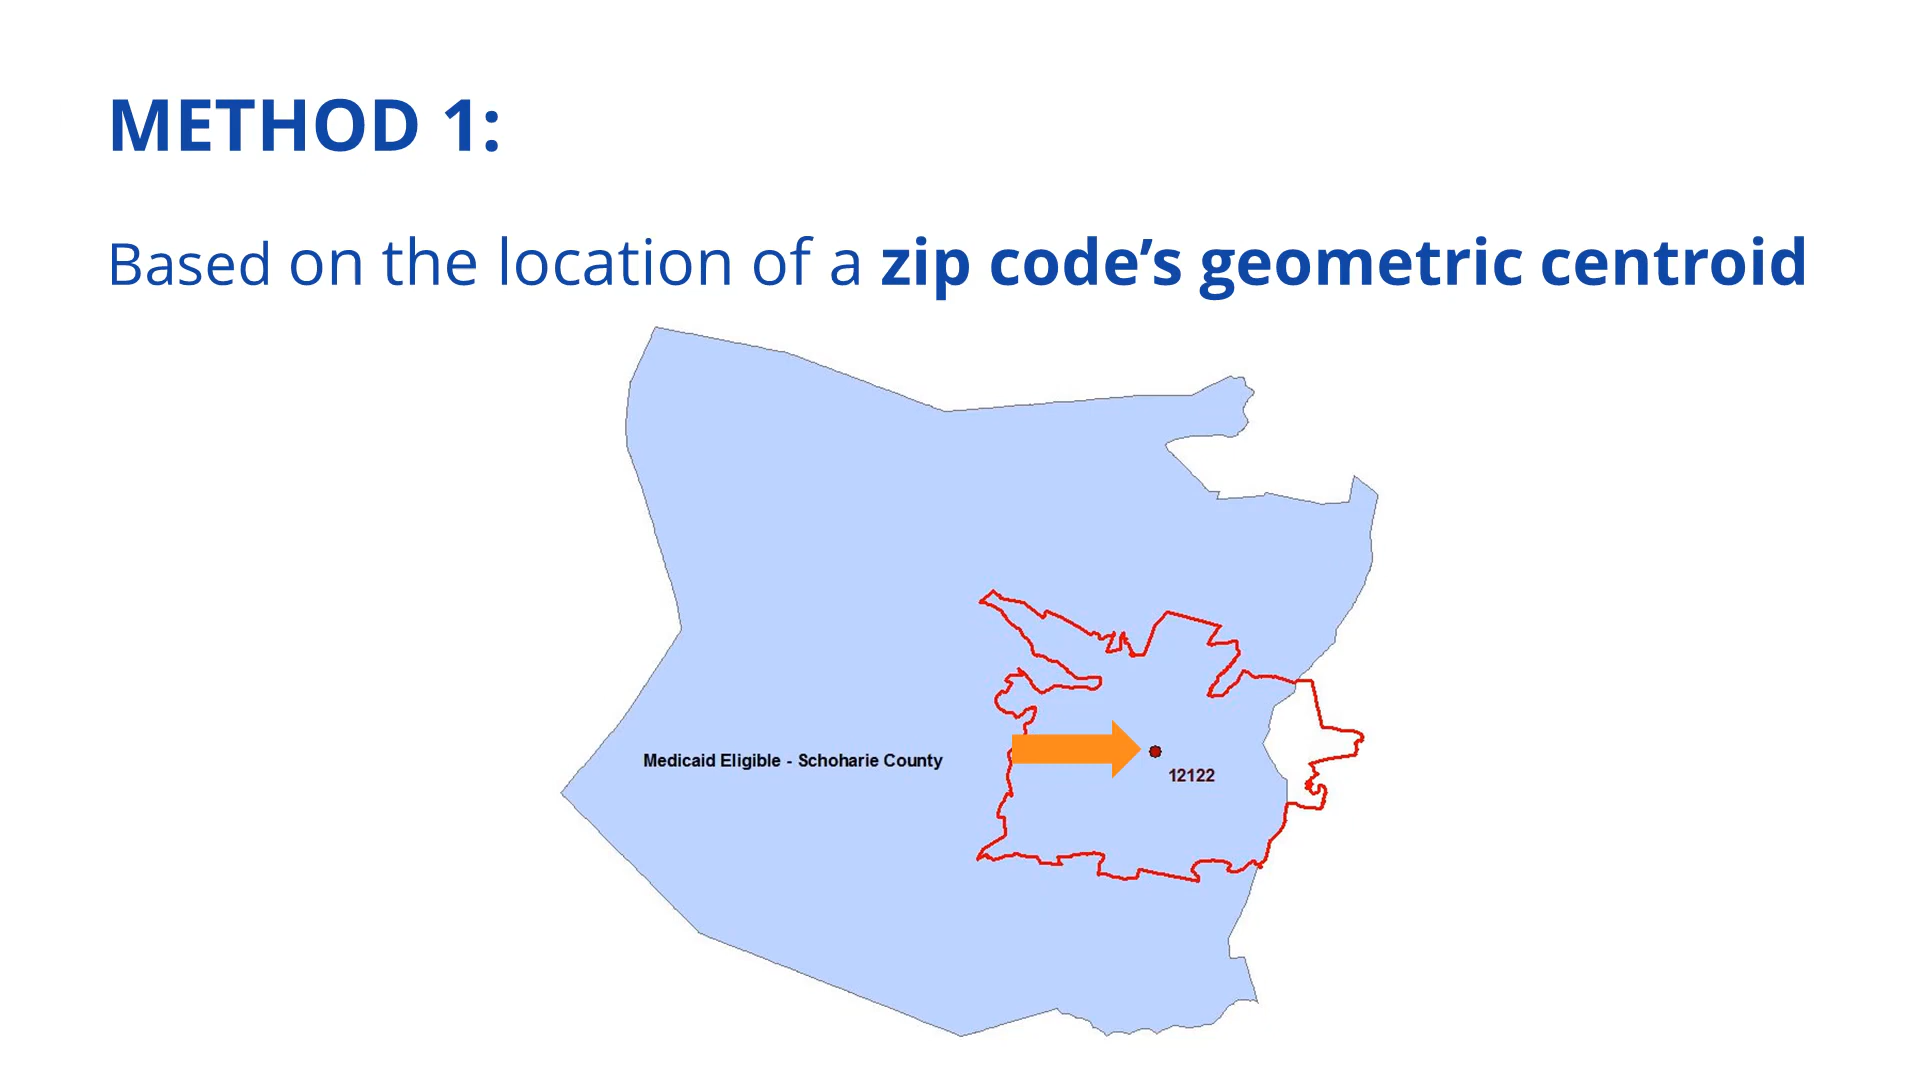 METHOD 1:
Based on the location of a zip code’s geometric centroid
Medicaid Eligible - Schoharie County
12122